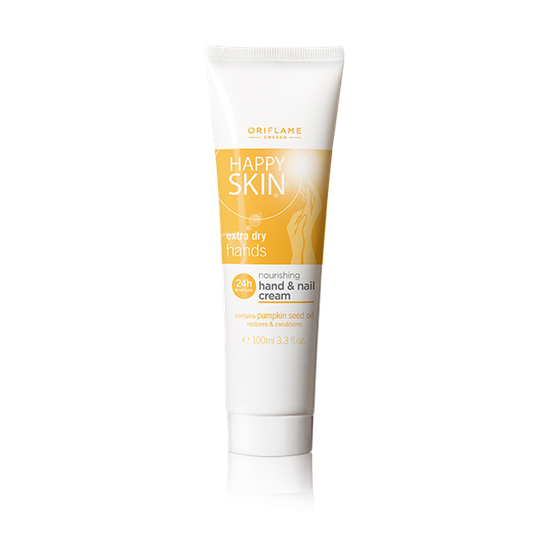 ORIFLAME
SWEDEN
HAPPY
SKIN
extra dry
hands
24h
nourishing
hand & nail
cream
contains pumpkin seed oil
restores & conditions
℮ 100ml 3.3 fl.oz.